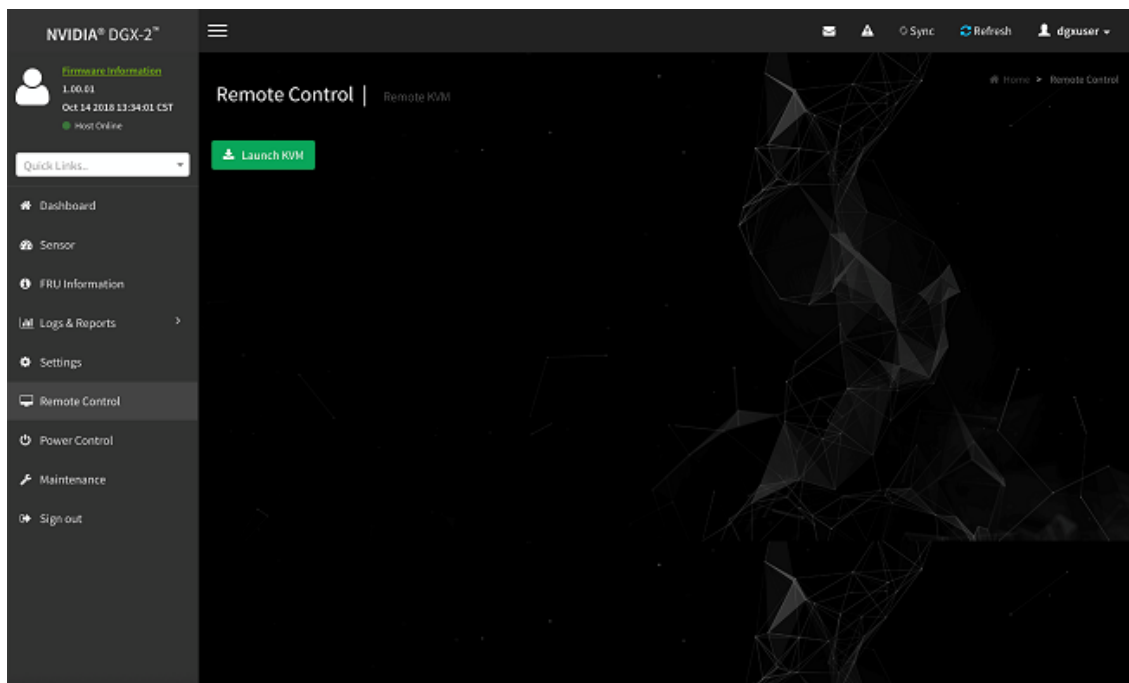 NVIDIA® DGX-2™
Sync
Refresh
dgxuser
Firmware Information
1.00.01
Oct 14 2018 13:34:01 CST
Host Online
Quick Links...
Dashboard
Sensor
FRU Information
Logs & Reports
Settings
Remote Control
Power Control
Maintenance
Sign out
Remote Control | Remote KVM
Home > Remote Control
Launch KVM